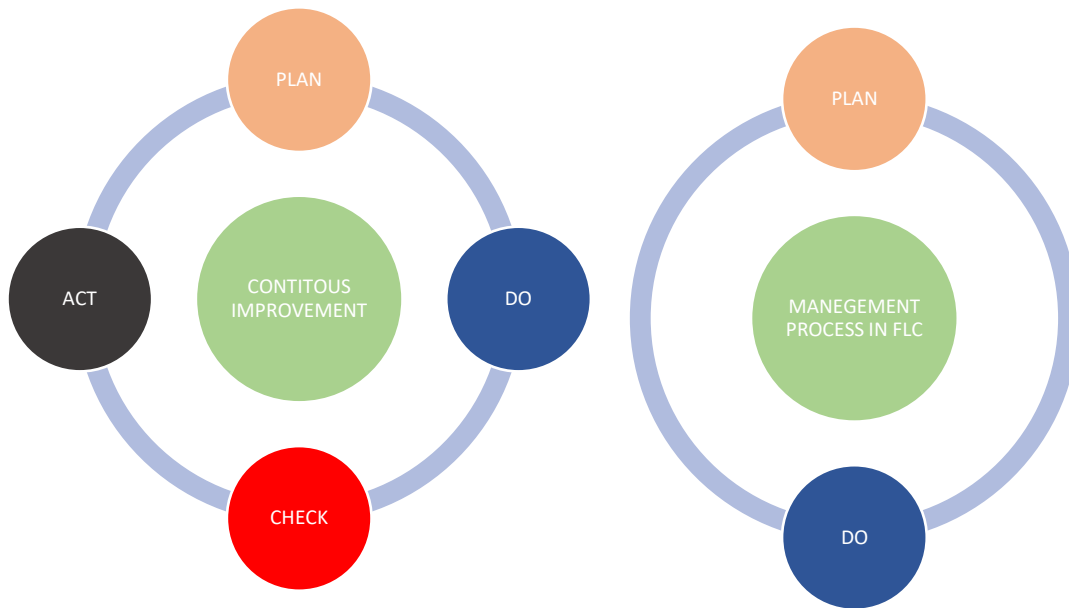 PLAN
ACT
CONTITOUS
IMPROVEMENT
DO
CHECK
PLAN
MANEGEMENT
PROCESS IN FLC
DO